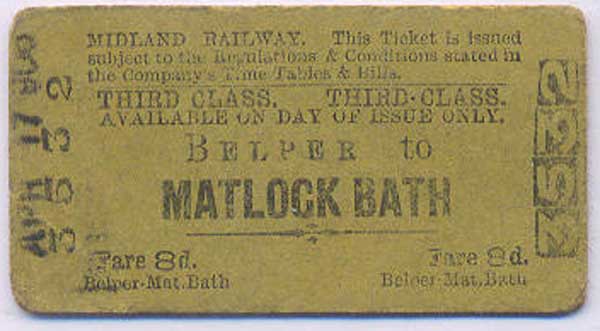 MIDLAND RAILWAY. This Ticket is issued
subject to the Regulations & Conditions stated in
the Company's Time Tables & Bills.
THIRD CLASS. THIRD·CLASS.
AVAILABLE ON DAY OF ISSUE ONLY.
BELPER to
MATLOCK BATH
Fare 8d. Fare 8d.
Belper-Mat.Bath Belper-Mat.Bath
3532
3532